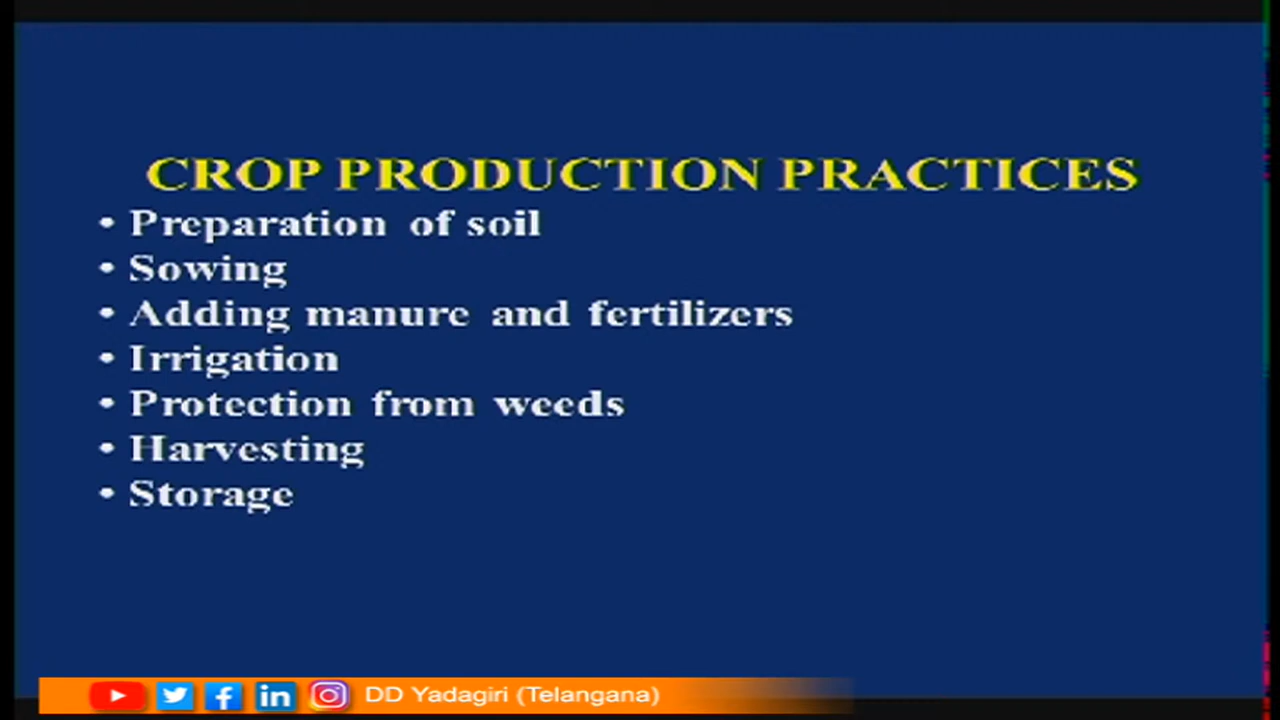 CROP PRODUCTION PRACTICES
• Preparation of soil
• Sowing
• Adding manure and fertilizers
• Irrigation
• Protection from weeds
• Harvesting
• Storage
DD Yadagiri (Telangana)